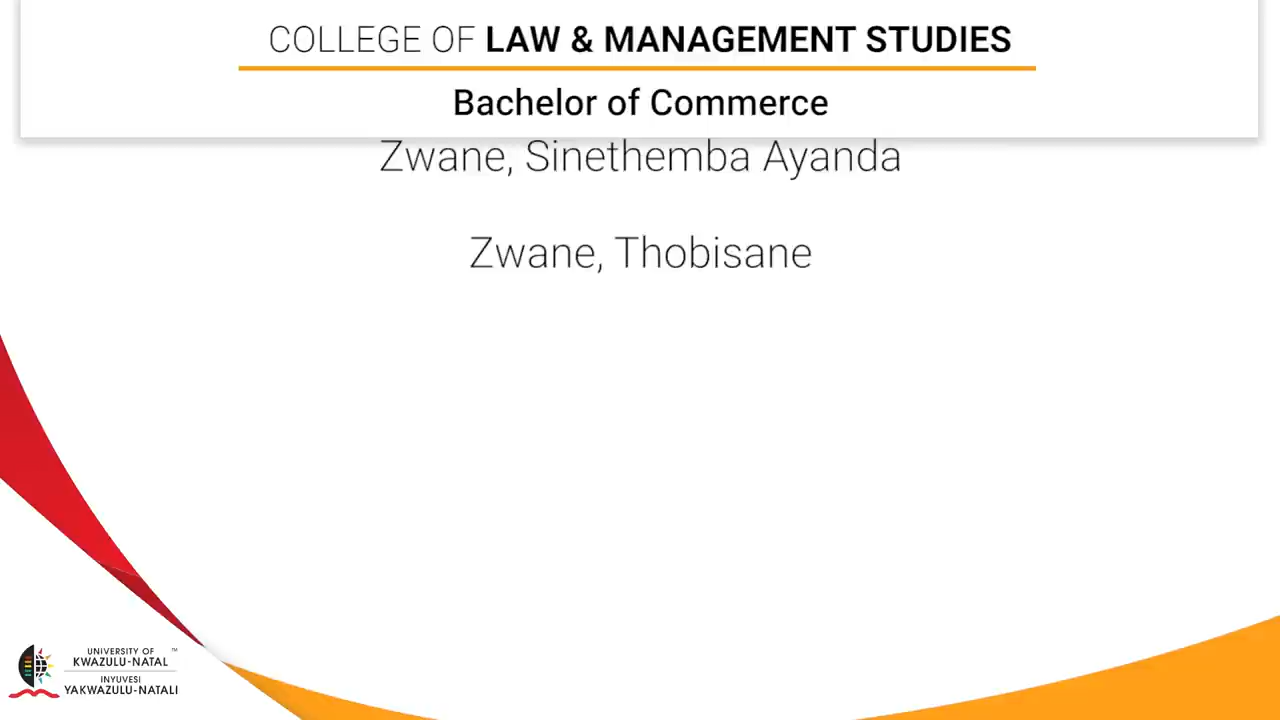 COLLEGE OF LAW & MANAGEMENT STUDIES
Bachelor of Commerce
Zwane, Sinethemba Ayanda
Zwane, Thobisane
UNIVERSITY OF ™
KWAZULU-NATAL
INYUVESI
YAKWAZULU-NATALI